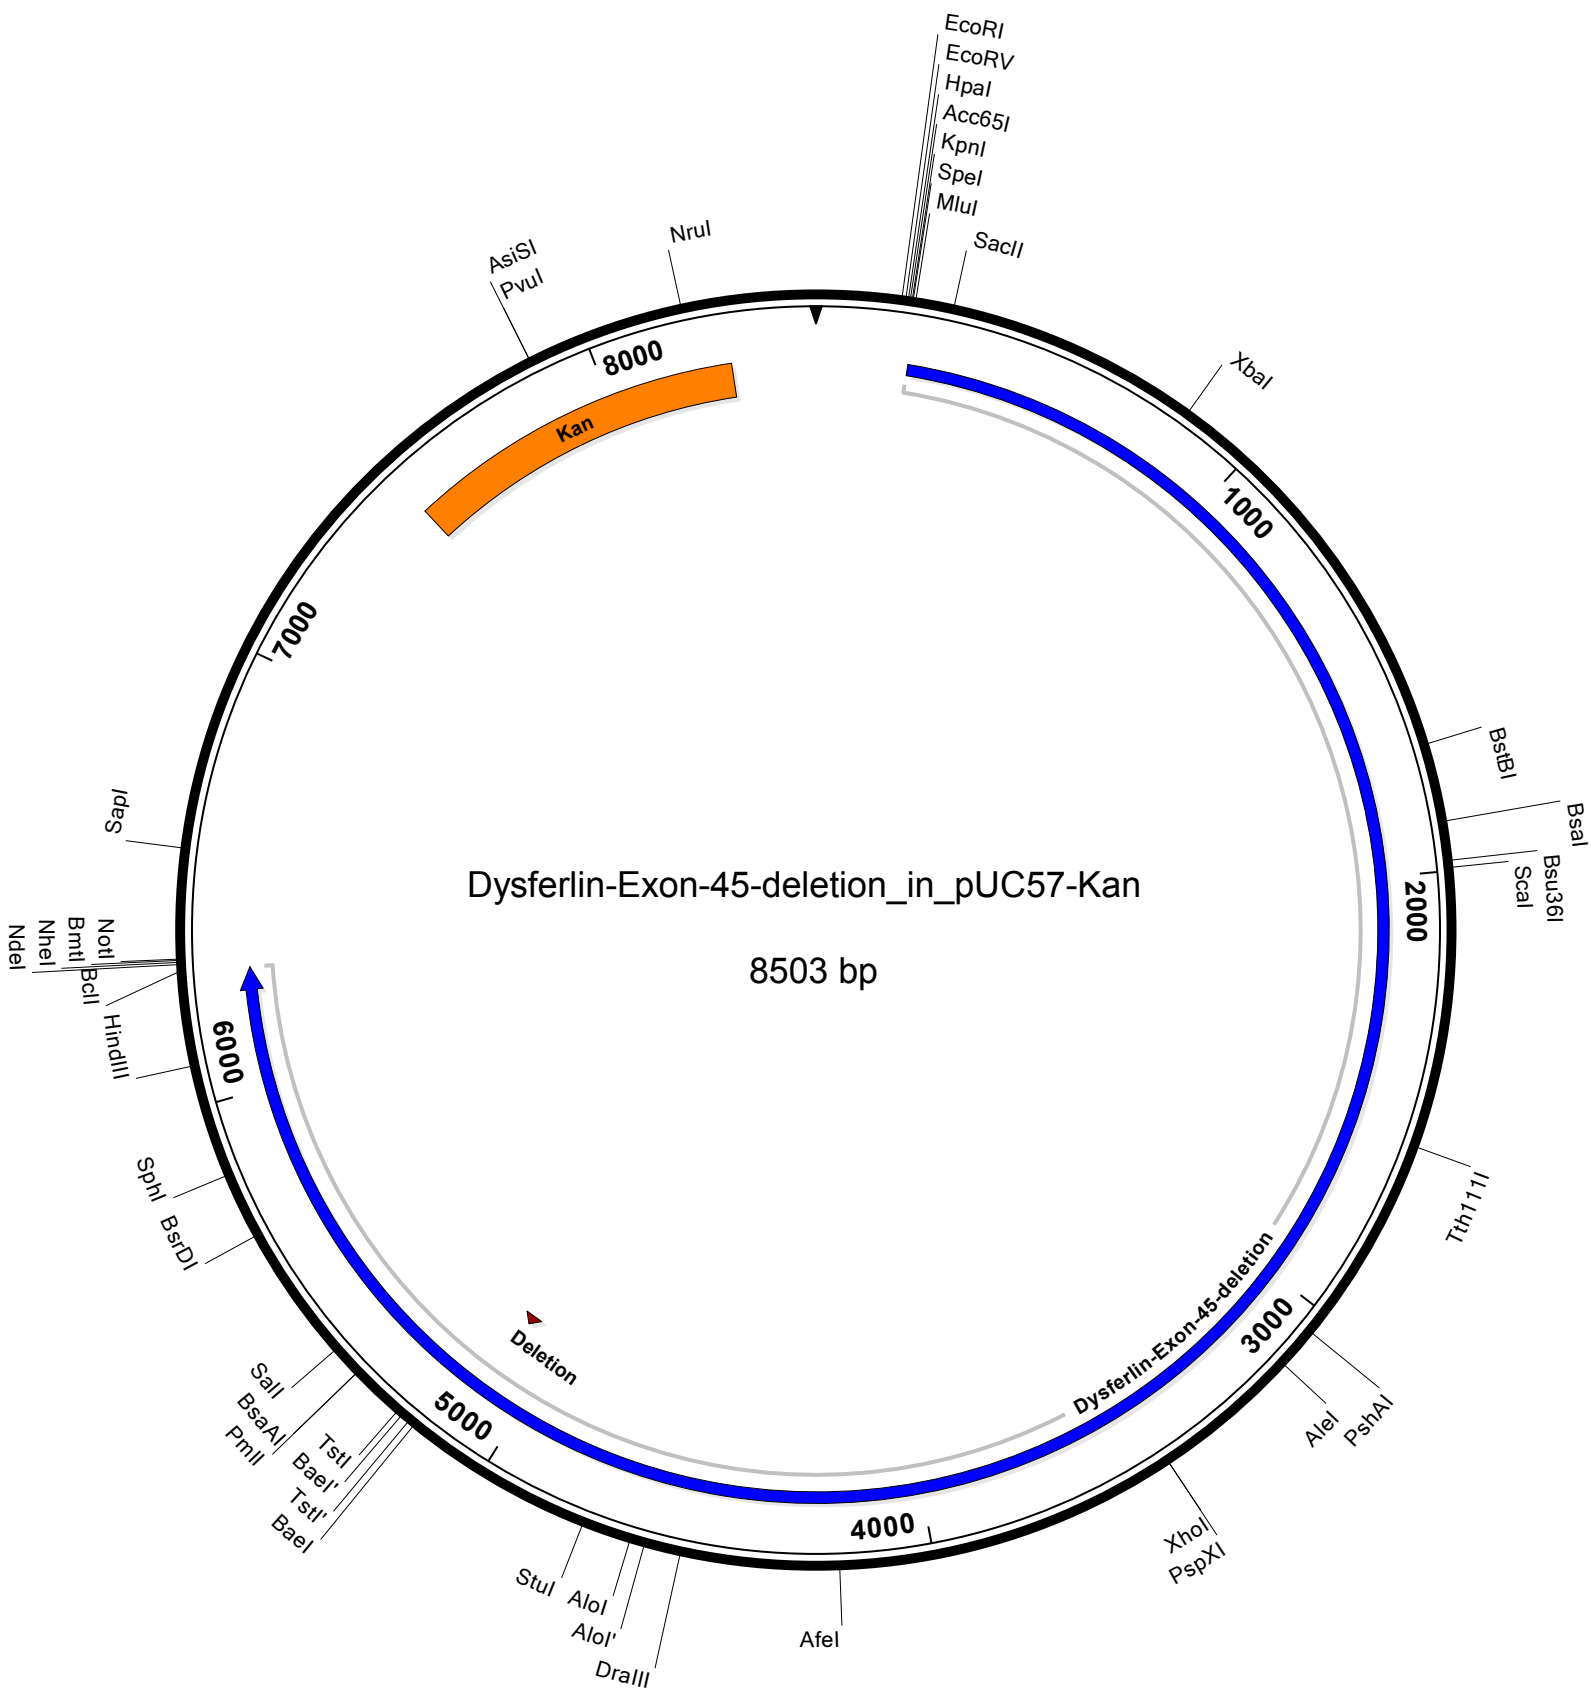 EcoRI
EcoRV
HpaI
Acc65I
KpnI
SpeI
MluI
SacII
XbaI
1000
BstBI
BsaI
Bsu36I
ScaI
2000
Tth111I
3000
PshAI
AleI
Dysferlin-Exon-45-deletion
XhoI
PspXI
4000
AfeI
DraIII
AloI'
AloI
StuI
5000
BaeI
TstI'
BaeI'
TstI
PmlI
BsaAI
SalI
Deletion
BsrDI
SphI
6000
HindIII
BclI
NotI
BmtI
NheI
NdeI
SapI
7000
Kan
8000
AsiSI
PvuI
NruI
Dysferlin-Exon-45-deletion_in_pUC57-Kan
8503 bp